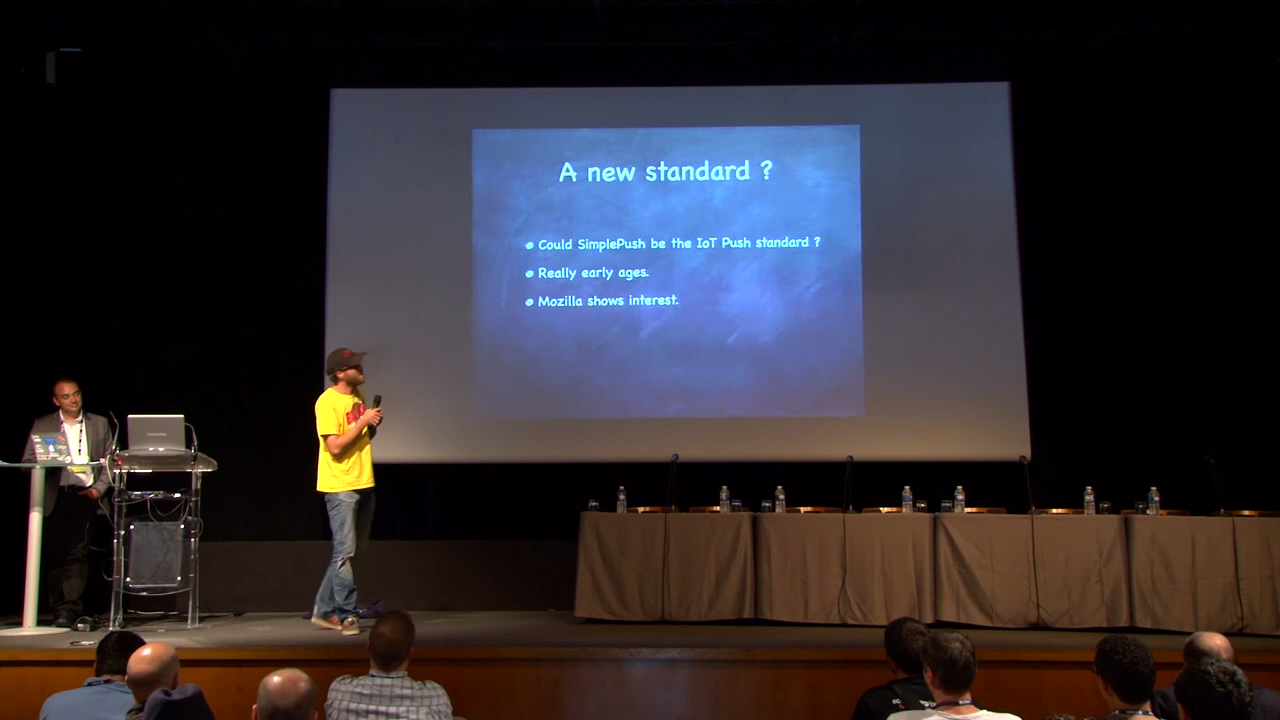 A new standard ?
Could SimplePush be the IoT Push standard ?
Really early ages.
Mozilla shows interest.